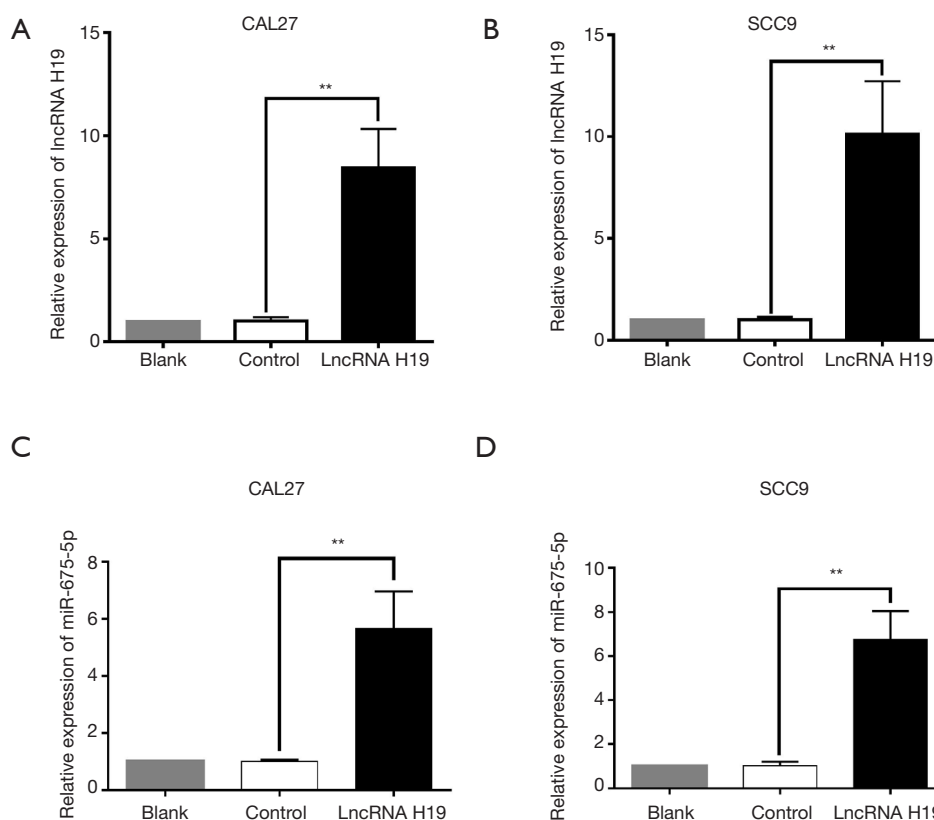 A
CAL27
Relative expression of lncRNA H19
15
10
5
0
**
Blank
Control
LncRNA H19
B
SCC9
Relative expression of lncRNA H19
15
10
5
0
**
Blank
Control
LncRNA H19
C
CAL27
Relative expression of miR-675-5p
8
6
4
2
0
**
Blank
Control
LncRNA H19
D
SCC9
Relative expression of miR-675-5p
10
8
6
4
2
0
**
Blank
Control
LncRNA H19